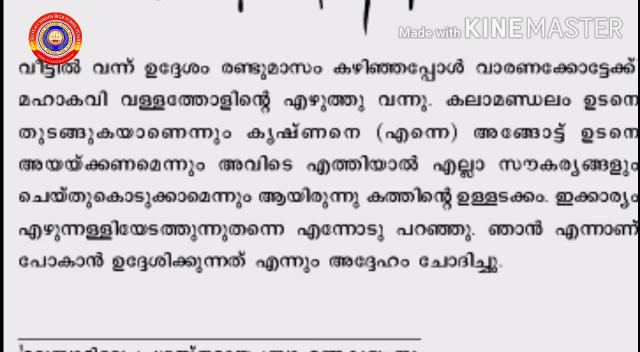 Made with KINEMASTER
വീട്ടിൽ വന്ന് ഉദ്ദേശം രണ്ടുമാസം കഴിഞ്ഞപ്പോൾ വാരണക്കോട്ടേക്ക്
മഹാകവി വള്ളത്തോളിന്റെ എഴുത്തു വന്നു. കലാമണ്ഡലം ഉടനെ
തുടങ്ങുകയാണെന്നും കൃഷ്ണനെ (എന്നെ) അങ്ങോട്ട് ഉടനെ
അയയ്ക്കണമെന്നും അവിടെ എത്തിയാൽ എല്ലാ സൗകര്യങ്ങളും
ചെയ്തുകൊടുക്കാമെന്നും ആയിരുന്നു കത്തിന്റെ ഉള്ളടക്കം. ഇക്കാര്യം
എഴുന്നള്ളിയേടത്തുന്നുതന്നെ എന്നോടു പറഞ്ഞു. ഞാൻ എന്നാണ്
പോകാൻ ഉദ്ദേശിക്കുന്നത് എന്നും അദ്ദേഹം ചോദിച്ചു.